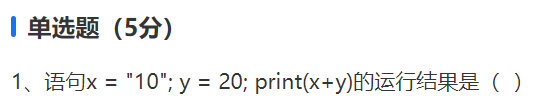 单选题（5分）
1、语句x = "10"; y = 20; print(x+y)的运行结果是（  ）